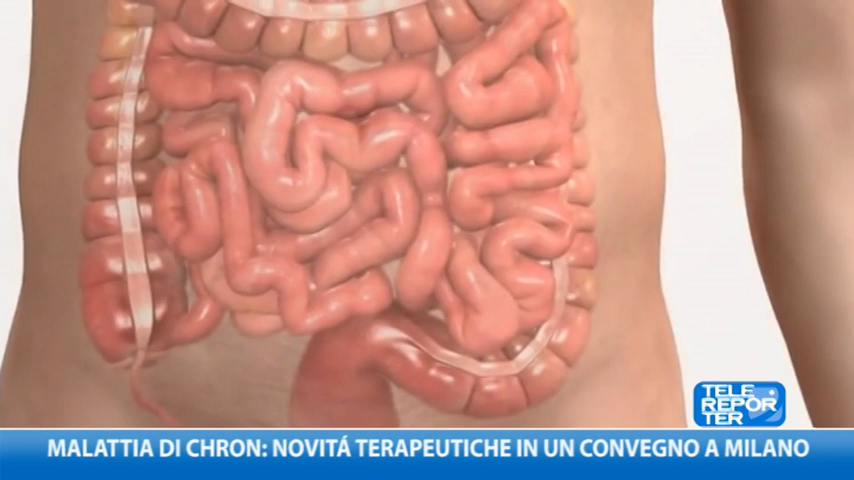 TELE
REPOR
TER
MALATTIA DI CHRON: NOVITÁ TERAPEUTICHE IN UN CONVEGNO A MILANO